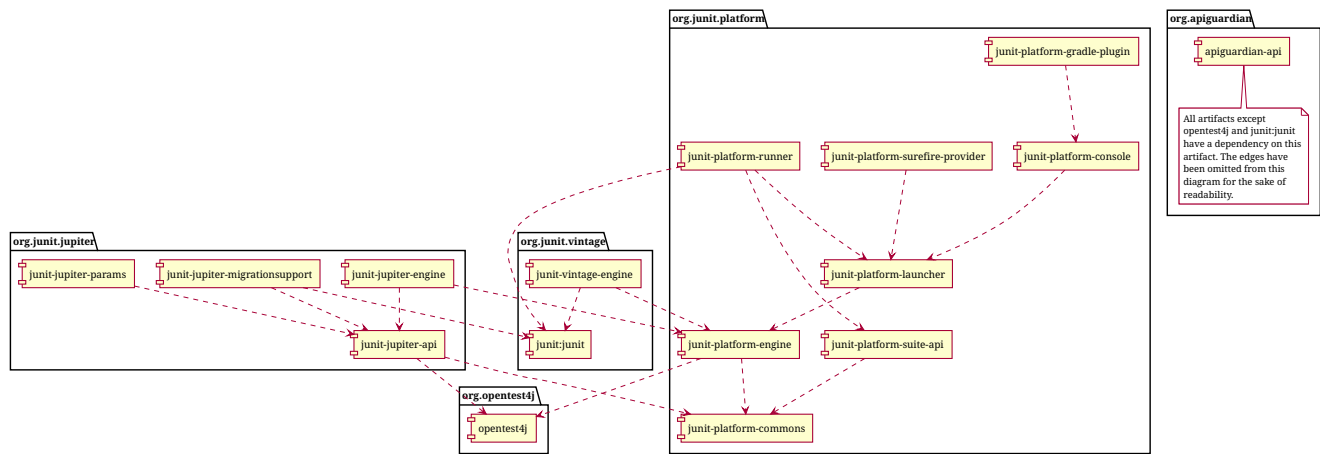 org.junit.platform
org.apiguardian
junit-platform-gradle-plugin
apiguardian-api
All artifacts except
opentest4j and junit:junit
have a dependency on this
artifact. The edges have
been omitted from this
diagram for the sake of
readability.
junit-platform-runner
junit-platform-surefire-provider
junit-platform-console
org.junit.jupiter
org.junit.vintage
junit-jupiter-params
junit-jupiter-migrationsupport
junit-jupiter-engine
junit-vintage-engine
junit-platform-launcher
junit-jupiter-api
junit:junit
junit-platform-engine
junit-platform-suite-api
org.opentest4j
opentest4j
junit-platform-commons